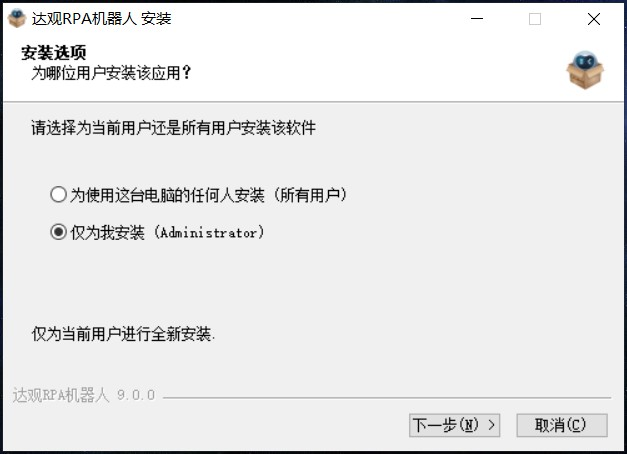 达观RPA机器人 安装
安装选项
为哪位用户安装该应用?
请选择为当前用户还是所有用户安装该软件
为使用这台电脑的任何人安装 (所有用户)
仅为我安装 (Administrator)
仅为当前用户进行全新安装.
达观RPA机器人 9.0.0
下一步(N) >
取消(C)